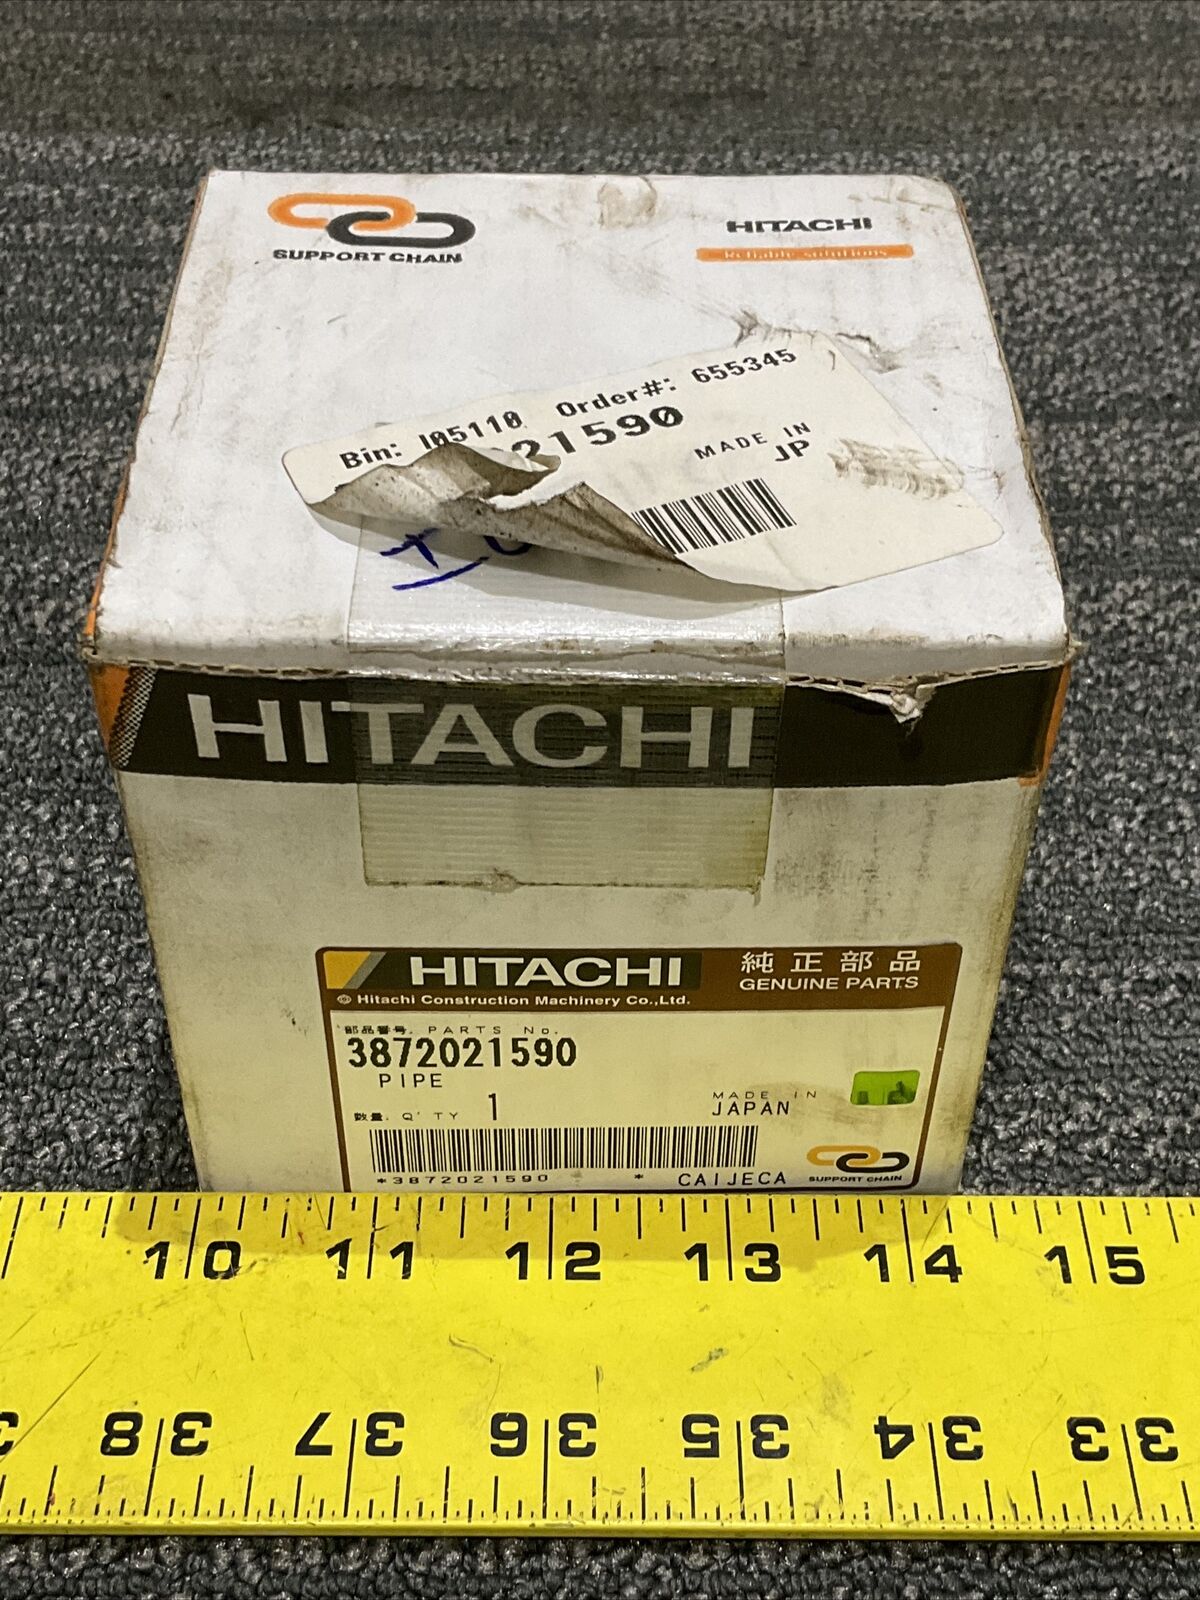 SUPPORT CHAIN
HITACHI
Reliable solutions
Bin: I05110 Order#: 655345
21590
MADE IN
JP
HITACHI
HITACHI
純正部品
GENUINE PARTS
© Hitachi Construction Machinery Co.,Ltd.
部品番号. PARTS No.
3872021590
PIPE
数量. Q'TY 1
MADE IN
JAPAN
*3872021590 * CAIJECA
SUPPORT CHAIN
10 11 12 13 14 15
38 37 36 35 34 33